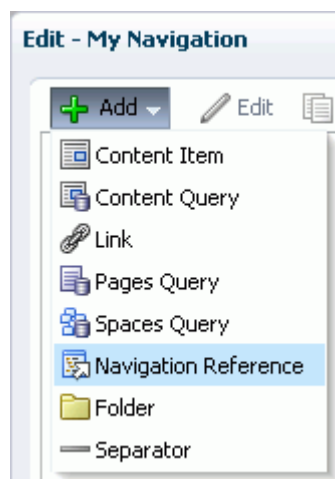 Edit - My Navigation
Add
Edit
Content Item
Content Query
Link
Pages Query
Spaces Query
Navigation Reference
Folder
Separator